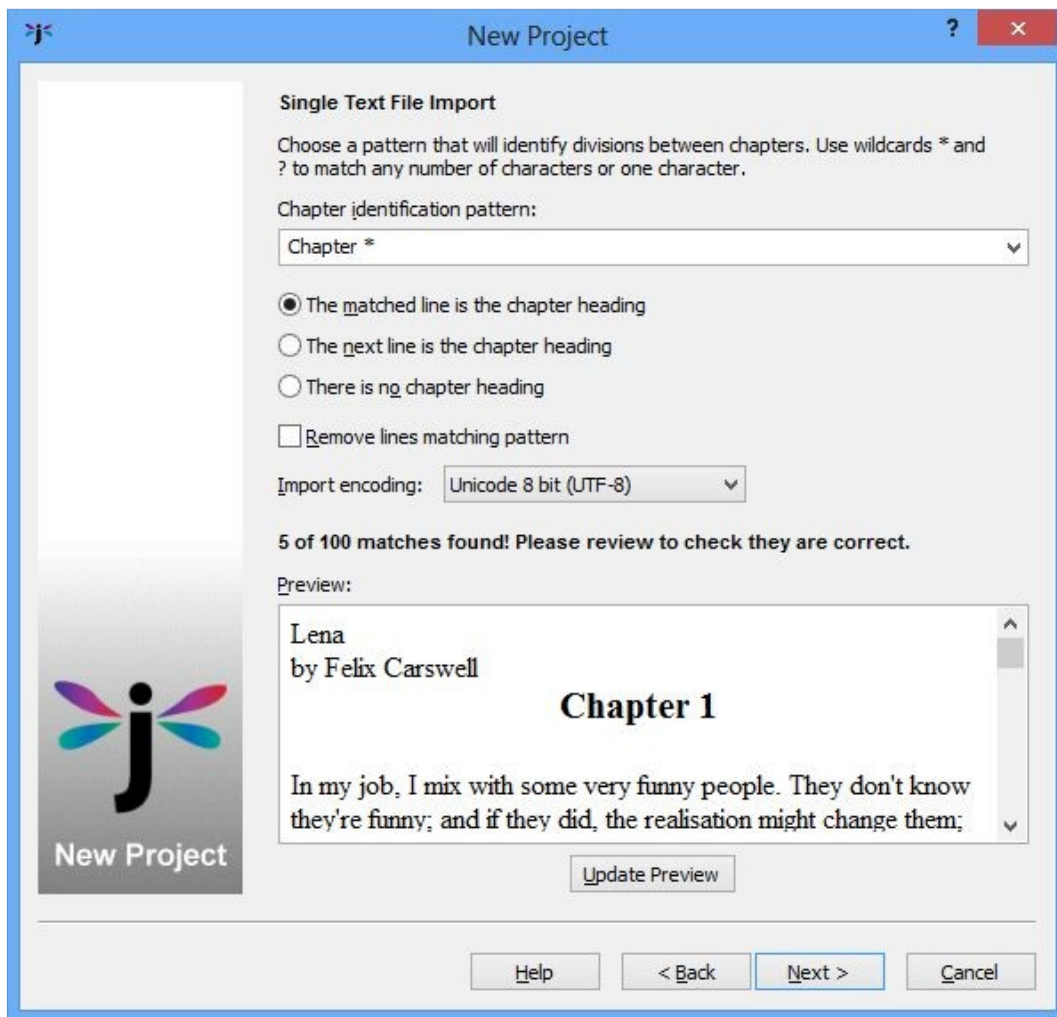 New Project
?
Single Text File Import
Choose a pattern that will identify divisions between chapters. Use wildcards * and
? to match any number of characters or one character.
Chapter identification pattern:
Chapter *
The matched line is the chapter heading
The next line is the chapter heading
There is no chapter heading
Remove lines matching pattern
Import encoding: Unicode 8 bit (UTF-8)
5 of 100 matches found! Please review to check they are correct.
Preview:
Lena
by Felix Carswell
Chapter 1
In my job, I mix with some very funny people. They don't know
they're funny; and if they did, the realisation might change them;
j
New Project
Update Preview
Help < Back Next > Cancel